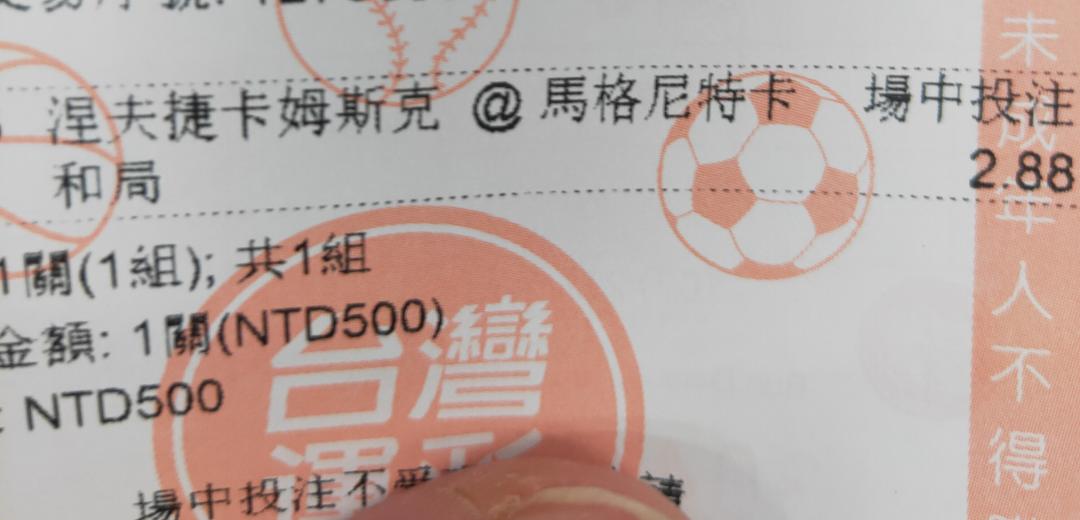 涅夫捷卡姆斯克 @ 馬格尼特卡 場中投注
和局 2.88
1關(1組); 共1組
金額: 1關(NTD500)
: NTD500
台灣
運彩
場中投注不
未成年人不得